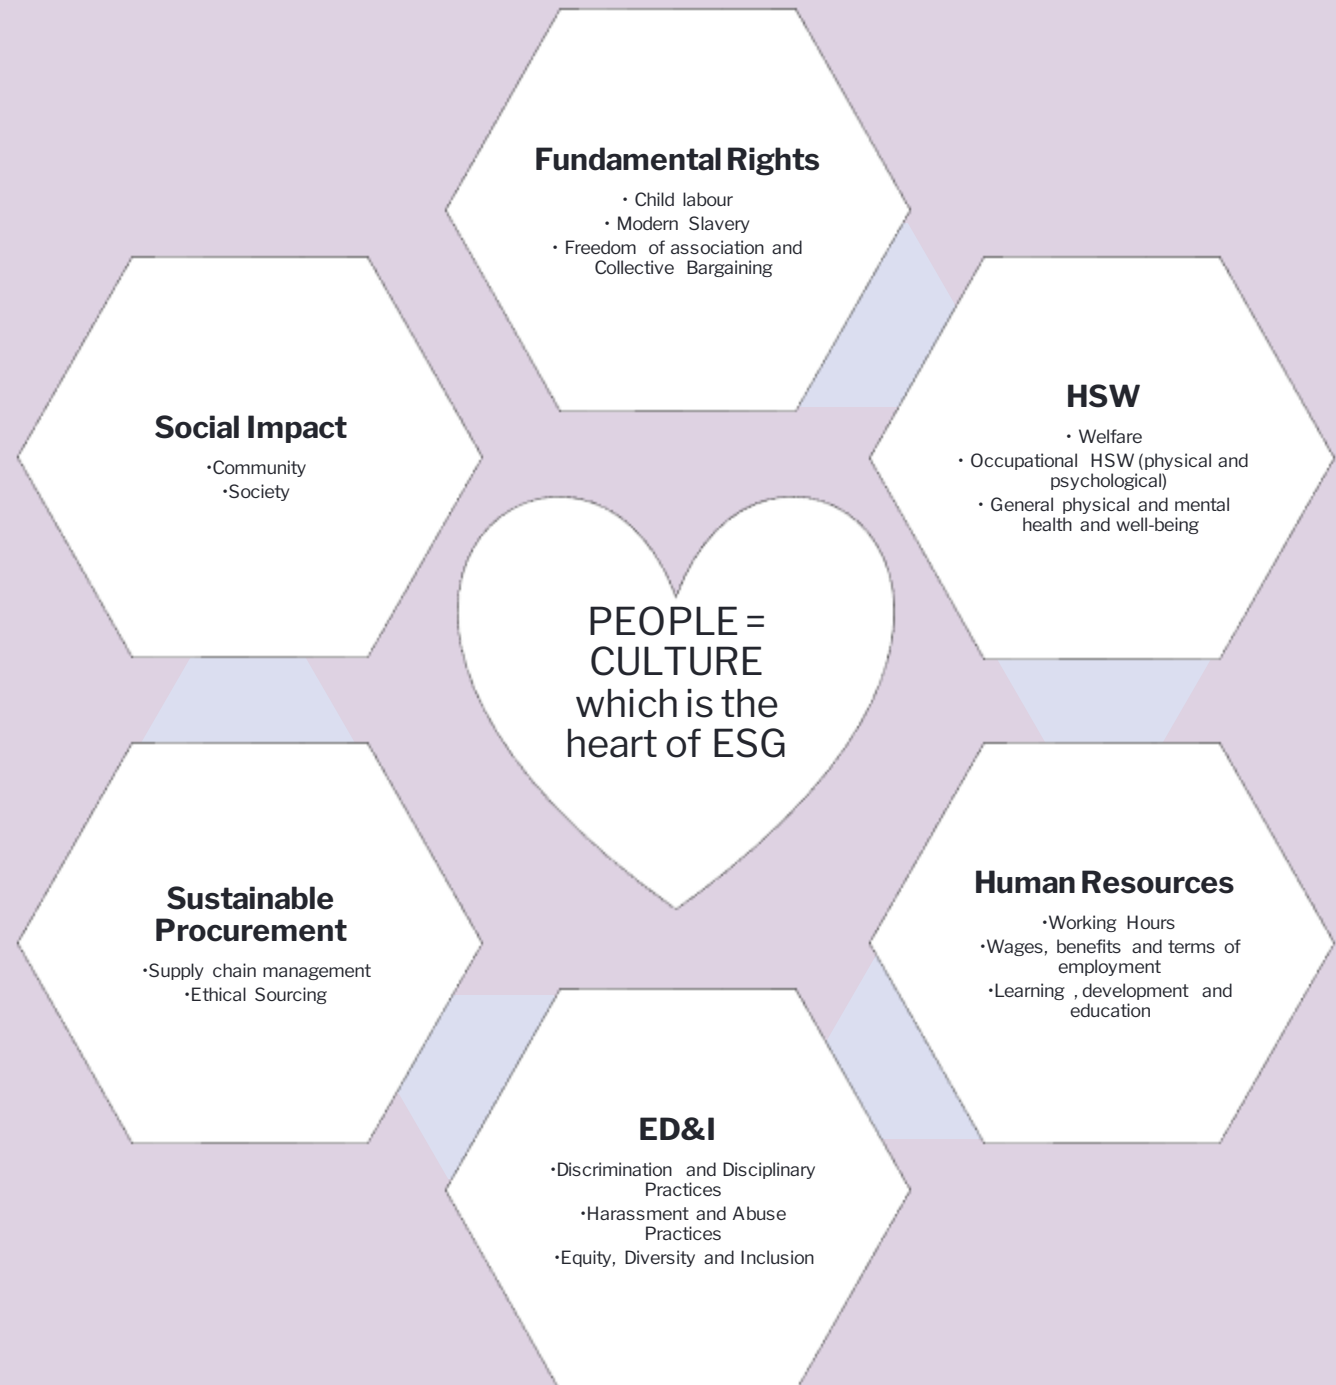 Fundamental Rights
• Child labour
• Modern Slavery
• Freedom of association and
Collective Bargaining
HSW
• Welfare
• Occupational HSW (physical and
psychological)
• General physical and mental
health and well-being
Human Resources
•Working Hours
•Wages, benefits and terms of
employment
•Learning , development and
education
ED&I
•Discrimination and Disciplinary
Practices
•Harassment and Abuse
Practices
•Equity, Diversity and Inclusion
Sustainable
Procurement
•Supply chain management
•Ethical Sourcing
Social Impact
•Community
•Society
PEOPLE =
CULTURE
which is the
heart of ESG